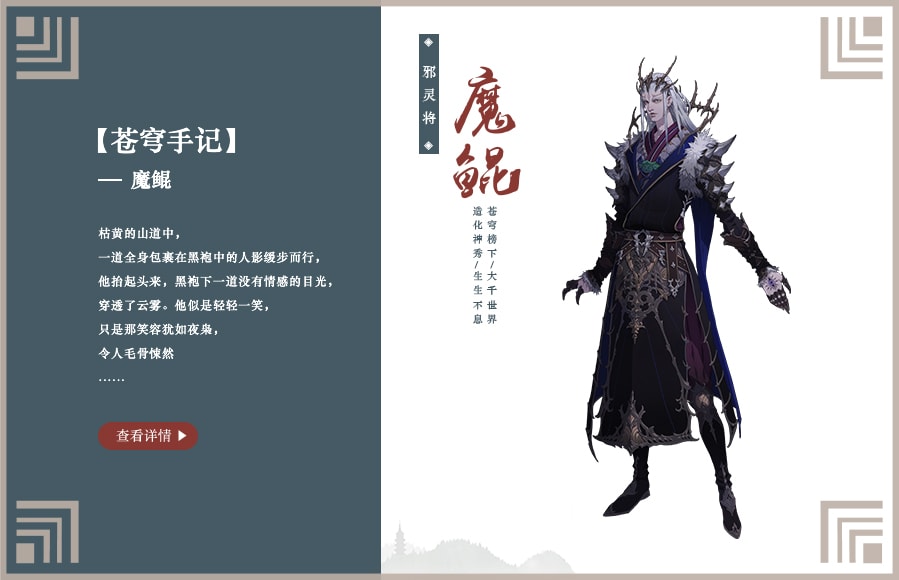 【苍穹手记】
— 魔鲲
枯黄的山道中，
一道全身包裹在黑袍中的人影缓步而行，
他抬起头来，黑袍下一道没有情感的目光，
穿透了云雾。他似是轻轻一笑，
只是那笑容犹如夜枭，
令人毛骨悚然
……
查看详情
邪灵将
魔鲲
苍穹榜下/大千世界
造化神秀/生生不息